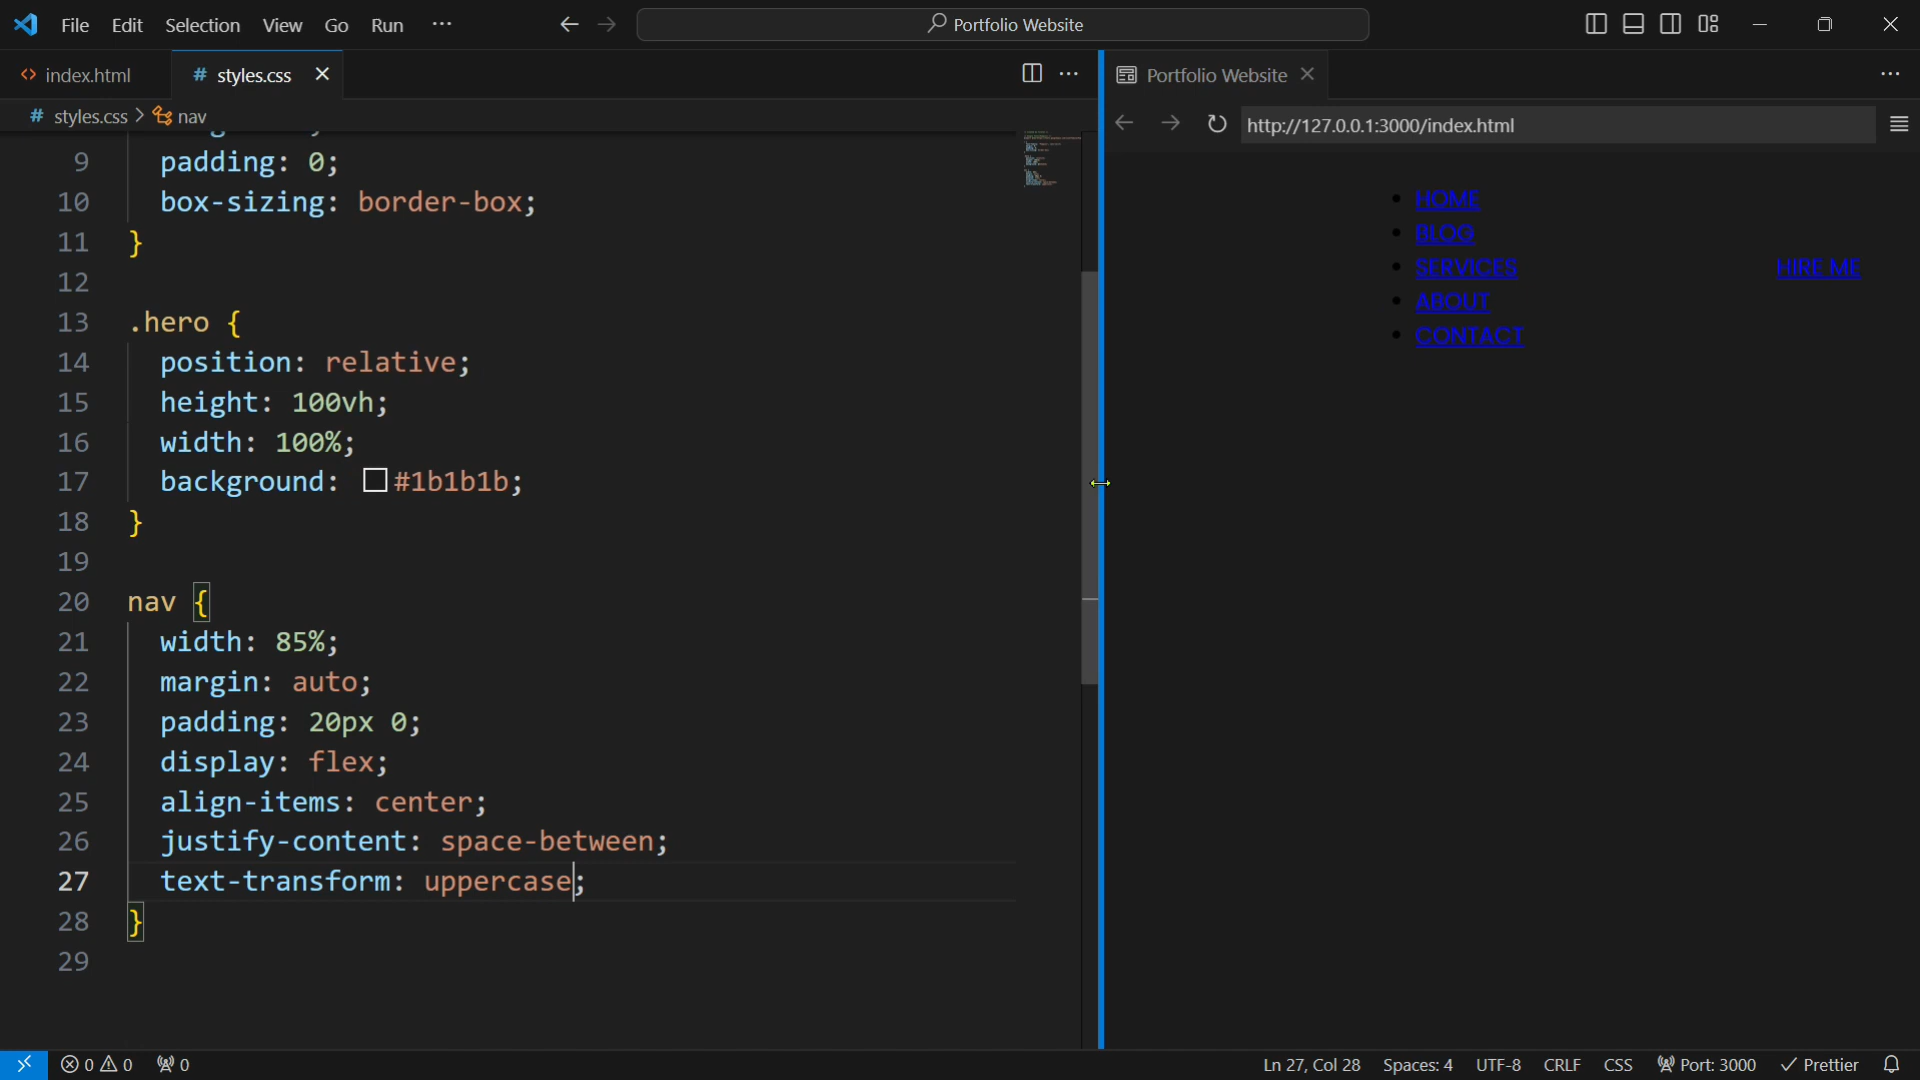 File Edit Selection View Go Run ···
Portfolio Website
index.html
# styles.css
Portfolio Website
# styles.css > nav
http://127.0.0.1:3000/index.html
9 padding: 0;
10 box-sizing: border-box;
11 }
12
13 .hero {
14 position: relative;
15 height: 100vh;
16 width: 100%;
17 background: #1b1b1b;
18 }
19
20 nav {
21 width: 85%;
22 margin: auto;
23 padding: 20px 0;
24 display: flex;
25 align-items: center;
26 justify-content: space-between;
27 text-transform: uppercase;
28 }
29
• HOME
• BLOG
• SERVICES
• ABOUT
• CONTACT
HIRE ME
0 0 0
Ln 27, Col 28 Spaces: 4 UTF-8 CRLF CSS Port: 3000 Prettier